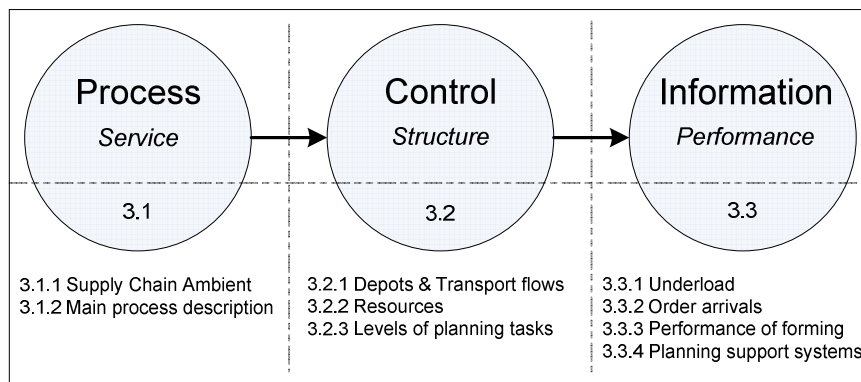 Process
Service
3.1
3.1.1 Supply Chain Ambient
3.1.2 Main process description
Control
Structure
3.2
3.2.1 Depots & Transport flows
3.2.2 Resources
3.2.3 Levels of planning tasks
Information
Performance
3.3
3.3.1 Underload
3.3.2 Order arrivals
3.3.3 Performance of forming
3.3.4 Planning support systems